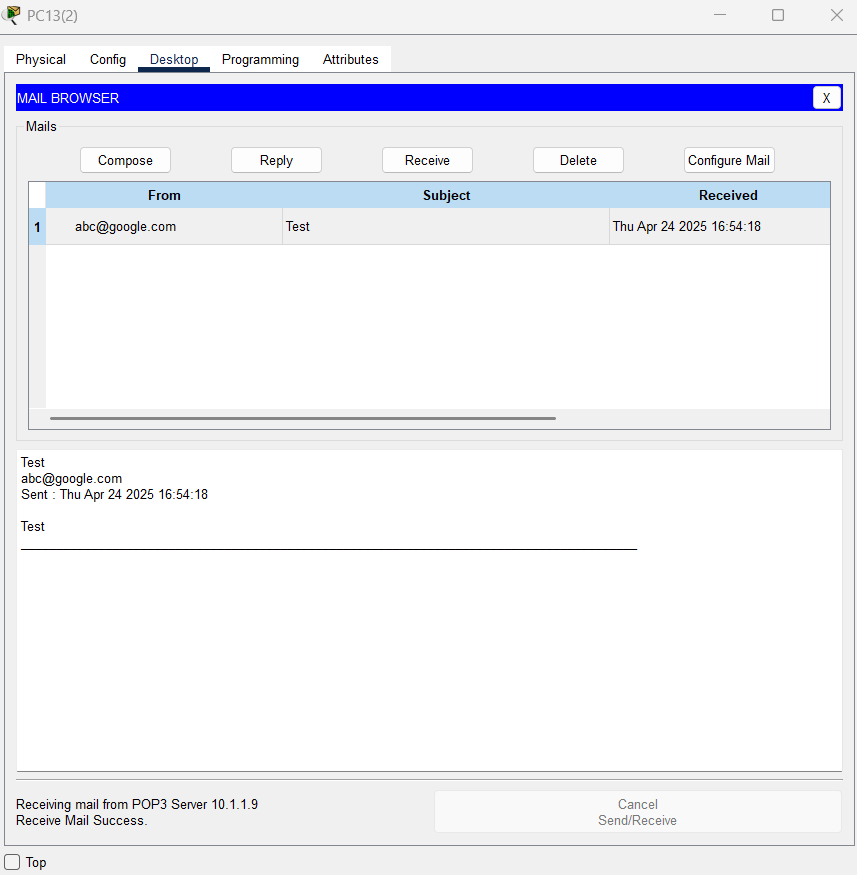 PC13(2)
Physical Config Desktop Programming Attributes
MAIL BROWSER X
Mails
Compose Reply Receive Delete Configure Mail
From Subject Received
1 abc@google.com Test Thu Apr 24 2025 16:54:18
Test
abc@google.com
Sent : Thu Apr 24 2025 16:54:18
Test
Receiving mail from POP3 Server 10.1.1.9
Receive Mail Success.
Cancel
Send/Receive
Top